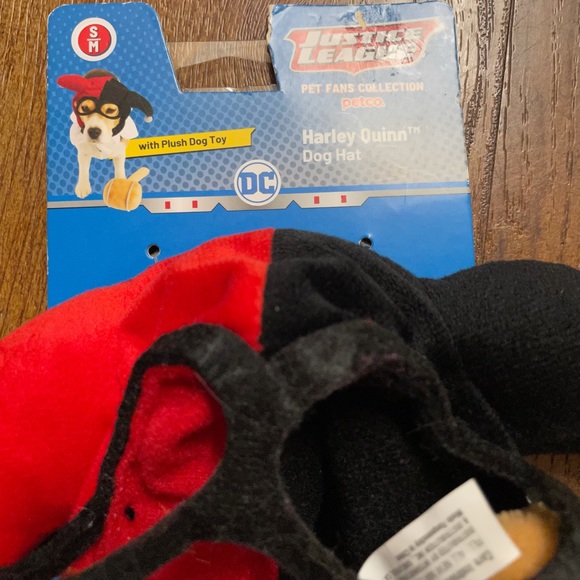 S
M
JUSTICE
LEAGUE
PET FANS COLLECTION
petco
with Plush Dog Toy
Harley Quinn™
Dog Hat
DC